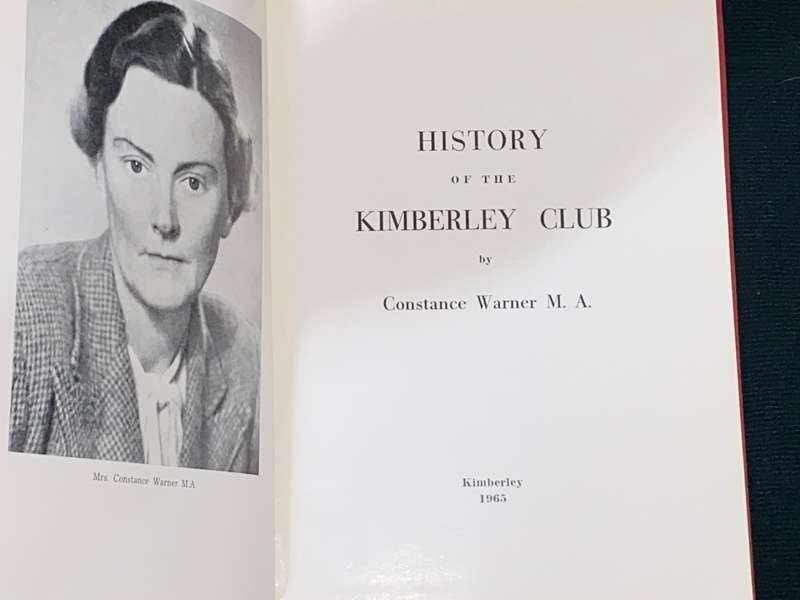 Mrs. Constance Warner M.A.
HISTORY
OF THE
KIMBERLEY CLUB
by
Constance Warner M. A.
Kimberley
1965